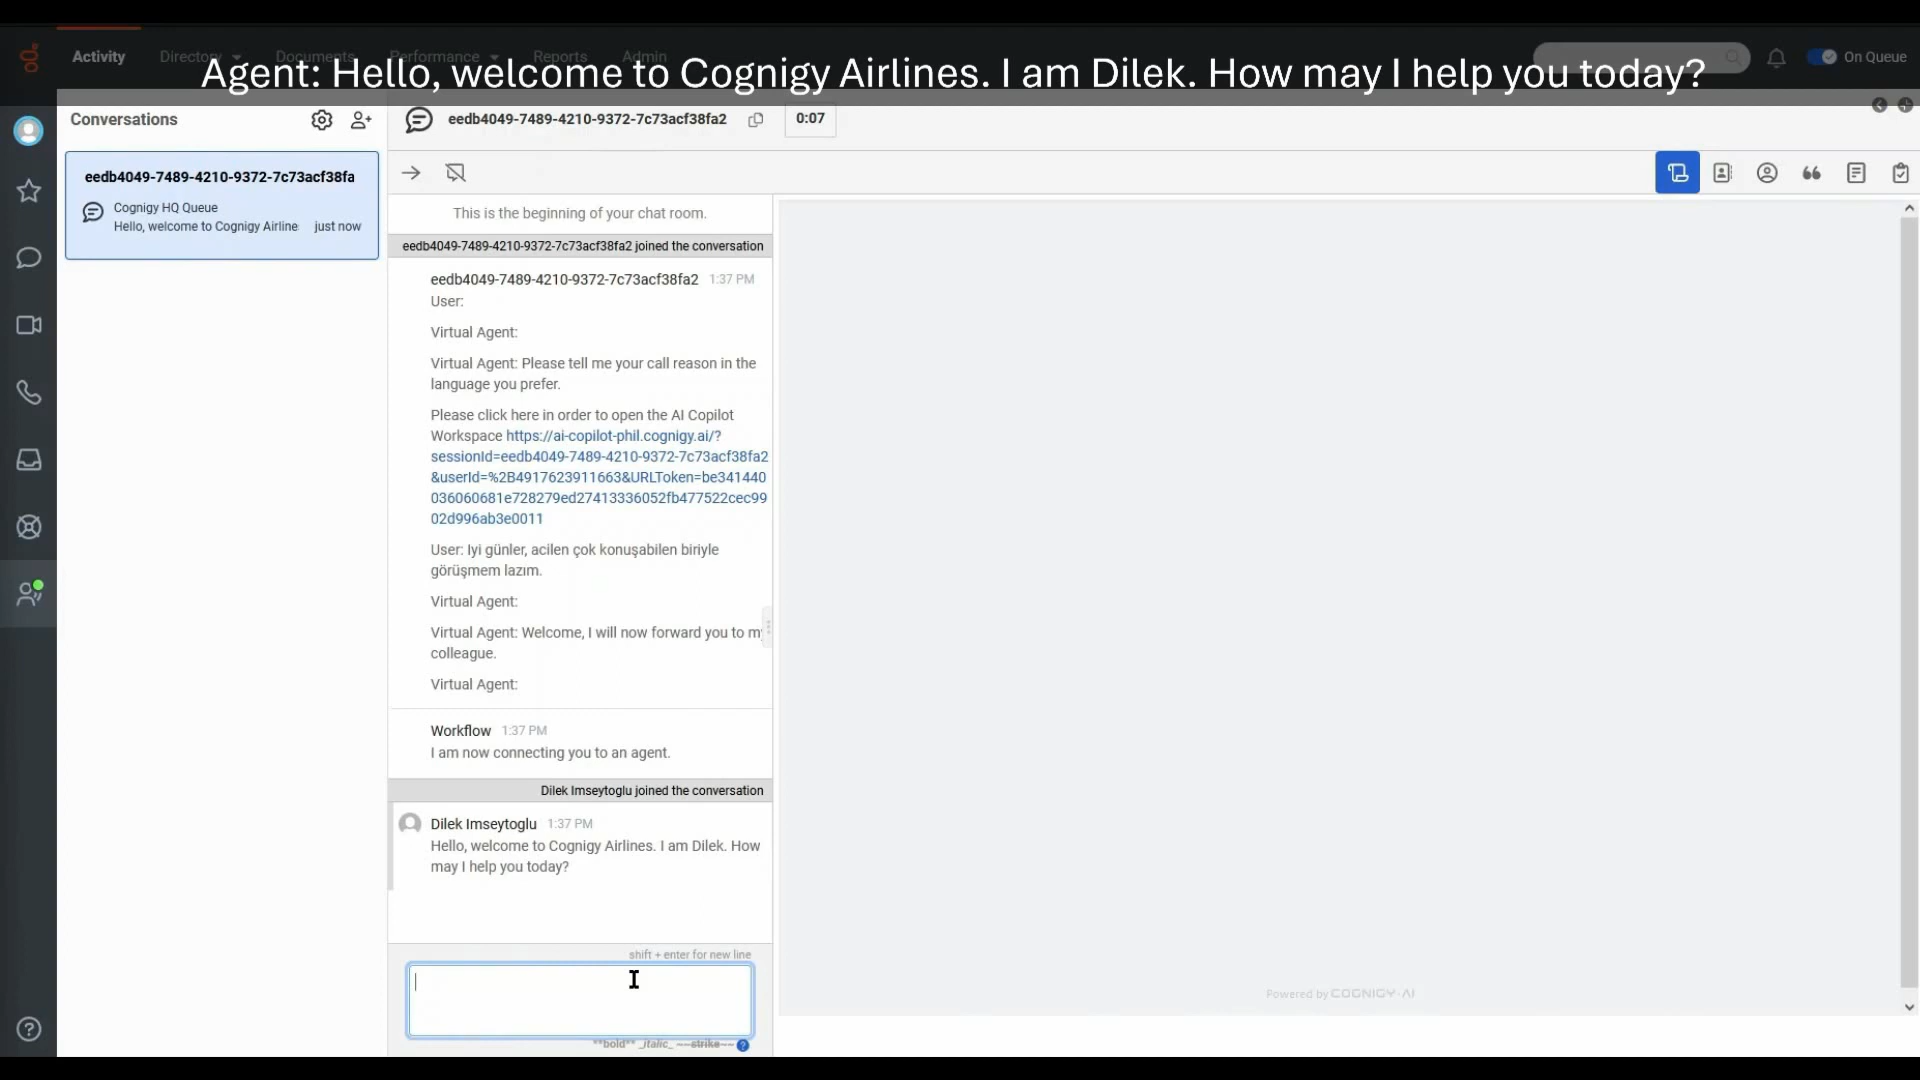 Activity
Directory
Documents
Performance
Reports
Admin
On Queue
Agent: Hello, welcome to Cognigy Airlines. I am Dilek. How may I help you today?
Conversations
eedb4049-7489-4210-9372-7c73acf38fa2
0:07
eedb4049-7489-4210-9372-7c73acf38fa
Cognigy HQ Queue
Hello, welcome to Cognigy Airline
just now
This is the beginning of your chat room.
eedb4049-7489-4210-9372-7c73acf38fa2 joined the conversation
eedb4049-7489-4210-9372-7c73acf38fa2 1:37 PM
User:
Virtual Agent:
Virtual Agent: Please tell me your call reason in the
language you prefer.
Please click here in order to open the AI Copilot
Workspace https://ai-copilot-phil.cognigy.ai/?
sessionId=eedb4049-7489-4210-9372-7c73acf38fa2
&userId=%2B4917623911663&URLToken=be341440
036060681e728279ed27413336052fb477522cec99
02d996ab3e0011
User: Iyi günler, acilen çok konuşabilen biriyle
görüşmem lazım.
Virtual Agent:
Virtual Agent: Welcome, I will now forward you to my
colleague.
Virtual Agent:
Workflow 1:37 PM
I am now connecting you to an agent.
Dilek Imseytoglu joined the conversation
Dilek Imseytoglu 1:37 PM
Hello, welcome to Cognigy Airlines. I am Dilek. How
may I help you today?
shift + enter for new line
**bold** _italic_ ~~strike~~
Powered by COGNIGY.AI